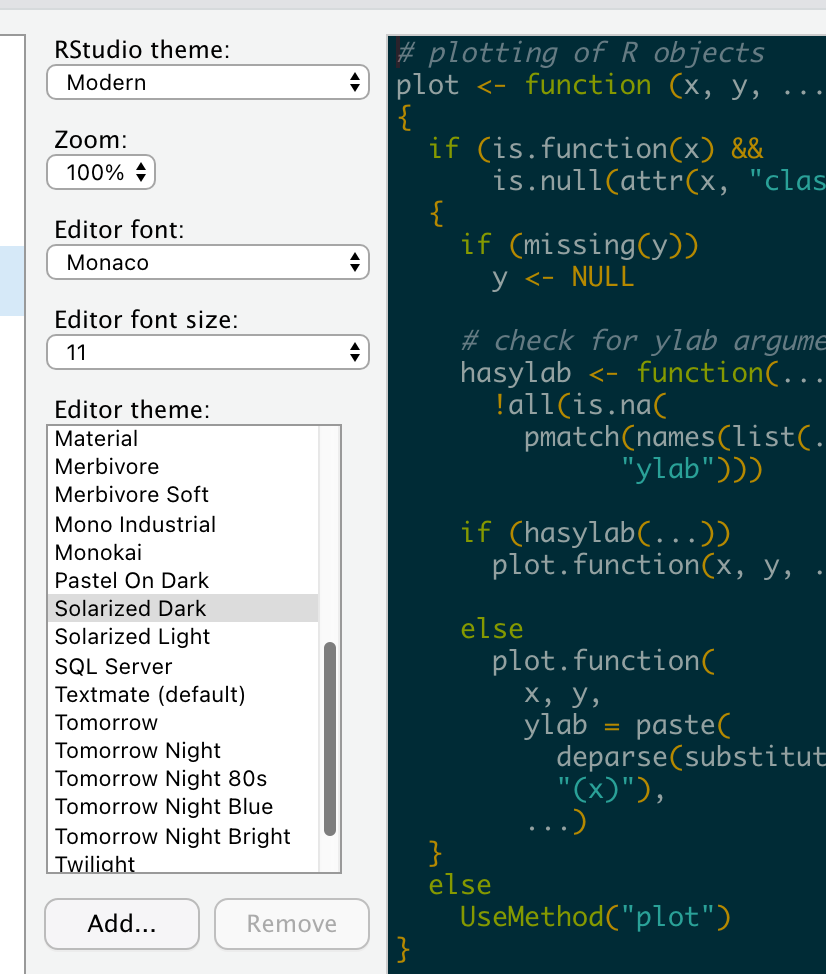 RStudio theme:
Modern
Zoom:
100%
Editor font:
Monaco
Editor font size:
11
Editor theme:
Material
Merbivore
Merbivore Soft
Mono Industrial
Monokai
Pastel On Dark
Solarized Dark
Solarized Light
SQL Server
Textmate (default)
Tomorrow
Tomorrow Night
Tomorrow Night 80s
Tomorrow Night Blue
Tomorrow Night Bright
Twilight
Add...
Remove
# plotting of R objects
plot <- function (x, y, ...
{
  if (is.function(x) &&
      is.null(attr(x, "clas
  {
    if (missing(y))
      y <- NULL
    # check for ylab argume
    hasylab <- function(...
      !all(is.na(
        pmatch(names(list(.
              "ylab")))
    if (hasylab(...))
      plot.function(x, y, .
    else
      plot.function(
        x, y,
        ylab = paste(
          deparse(substitut
          "(x)"),
        ...)
  }
  else
    UseMethod("plot")
}